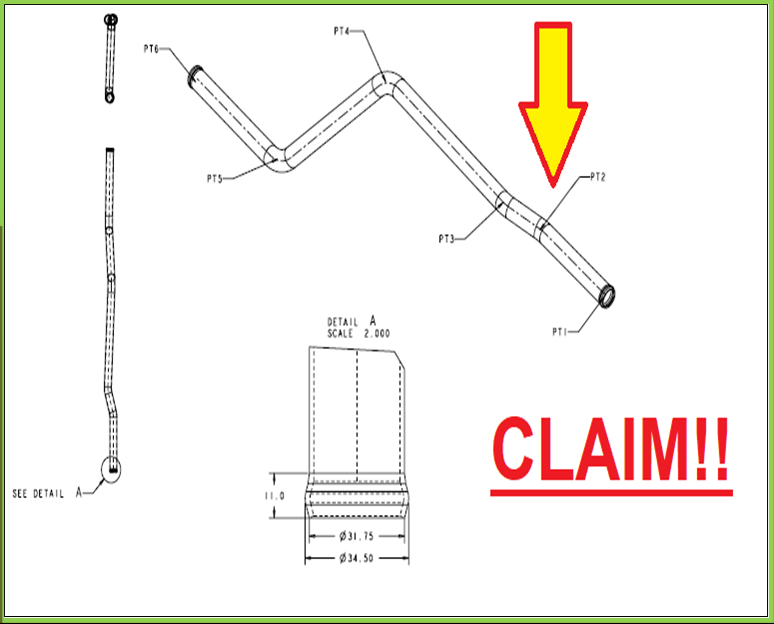 PT6
PT4
PT5
PT2
PT3
PT1
DETAIL A
SCALE 2.000
11.0
Ø31.75
Ø34.50
SEE DETAIL A
CLAIM!!